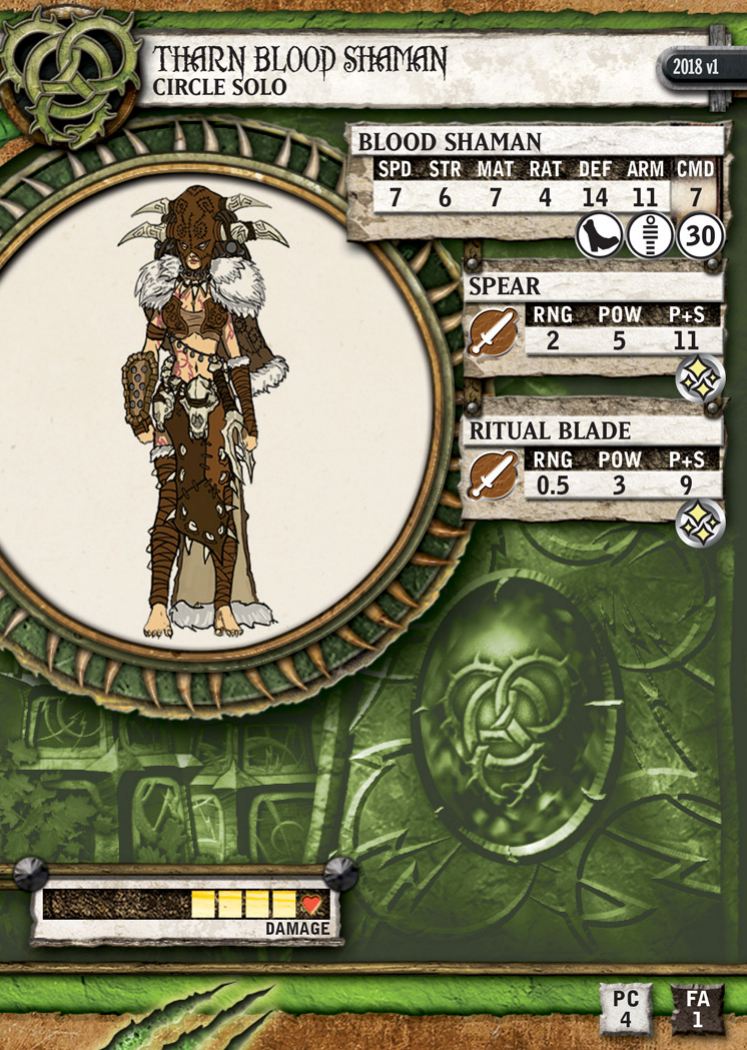 THARN BLOOD SHAMAN
CIRCLE SOLO
2018 v1
BLOOD SHAMAN
SPD STR MAT RAT DEF ARM CMD
7 6 7 4 14 11 7
30
SPEAR
RNG POW P+S
2 5 11
RITUAL BLADE
RNG POW P+S
0.5 3 9
DAMAGE
PC FA
4 1